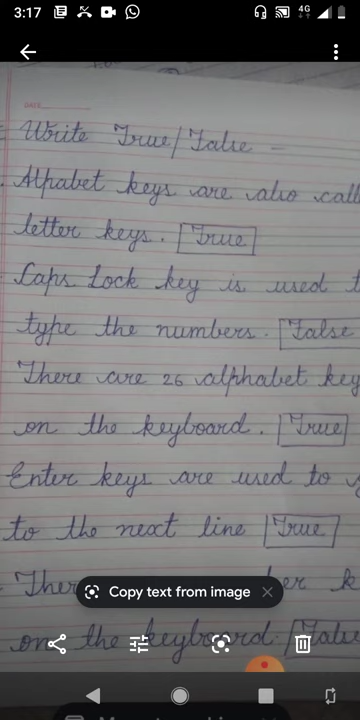 3:17
4G
DATE
Write True/False -
Alpabet keys are also call
letter keys. True
Caps Lock key is used t
type the numbers. False
There are 26 alphabet key
on the keyboard. True
Enter keys are used to
to the next line True
Ther ber k
Copy text from image
on the keyboard. False